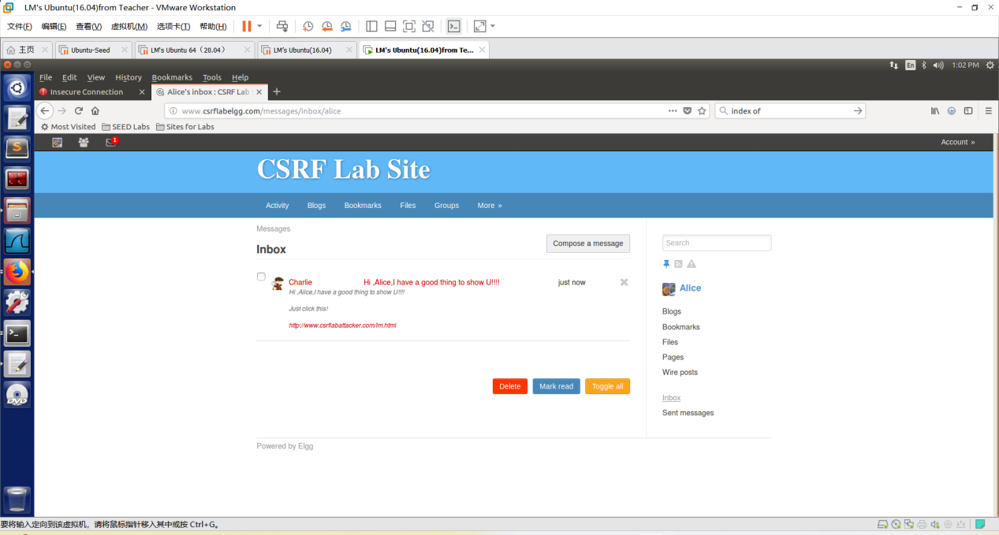 LM's Ubuntu(16.04)from Teacher - VMware Workstation
文件(F) 编辑(E) 查看(V) 虚拟机(M) 选项卡(T) 帮助(H)
主页 Ubuntu-Seed LM's Ubuntu 64（20.04） LM's Ubuntu(16.04) LM's Ubuntu(16.04)from Te...
En 1:02 PM
File Edit View History Bookmarks Tools Help
Insecure Connection Alice's inbox : CSRF Lab S
www.csrflabelgg.com/messages/inbox/alice index of
Most Visited SEED Labs Sites for Labs
1 Account »
CSRF Lab Site
Activity Blogs Bookmarks Files Groups More »
Messages
Inbox
Compose a message
Charlie Hi ,Alice,I have a good thing to show U!!!! just now
Hi ,Alice,I have a good thing to show U!!!!
Just click this!
http://www.csrflabattacker.com/lm.html
Delete Mark read Toggle all
Search
Alice
Blogs
Bookmarks
Files
Pages
Wire posts
Inbox
Sent messages
Powered by Elgg
DVD
要将输入定向到该虚拟机，请将鼠标指针移入其中或按 Ctrl+G。